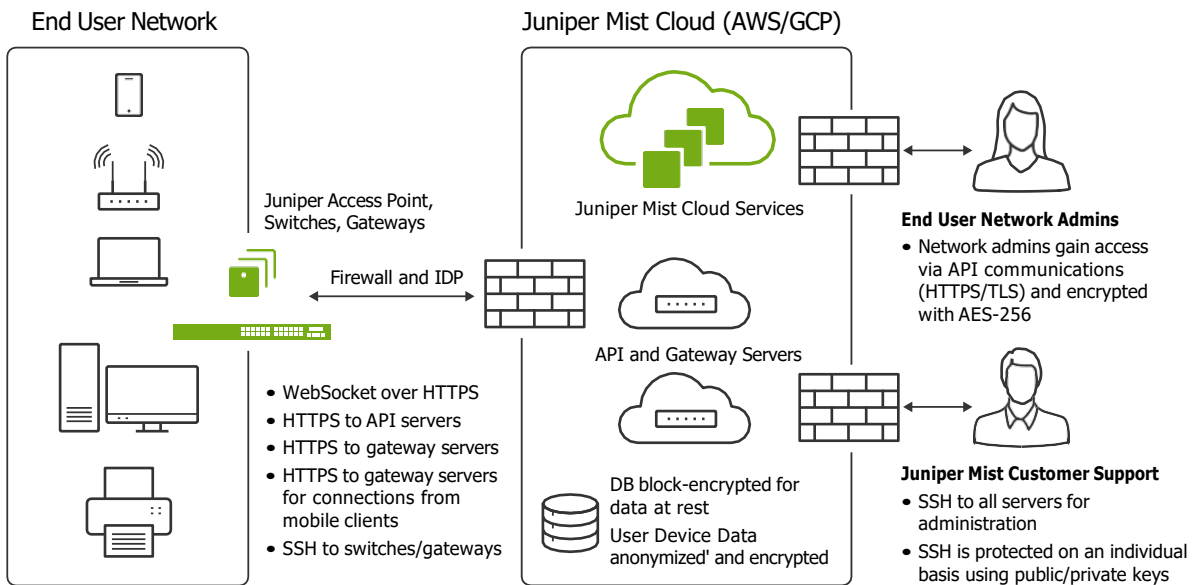 End User Network
Juniper Mist Cloud (AWS/GCP)
Juniper Access Point,
Switches, Gateways
Firewall and IDP
• WebSocket over HTTPS
• HTTPS to API servers
• HTTPS to gateway servers
• HTTPS to gateway servers
for connections from
mobile clients
• SSH to switches/gateways
Juniper Mist Cloud Services
API and Gateway Servers
DB block-encrypted for
data at rest
User Device Data
anonymized' and encrypted
End User Network Admins
• Network admins gain access
via API communications
(HTTPS/TLS) and encrypted
with AES-256
Juniper Mist Customer Support
• SSH to all servers for
administration
• SSH is protected on an individual
basis using public/private keys